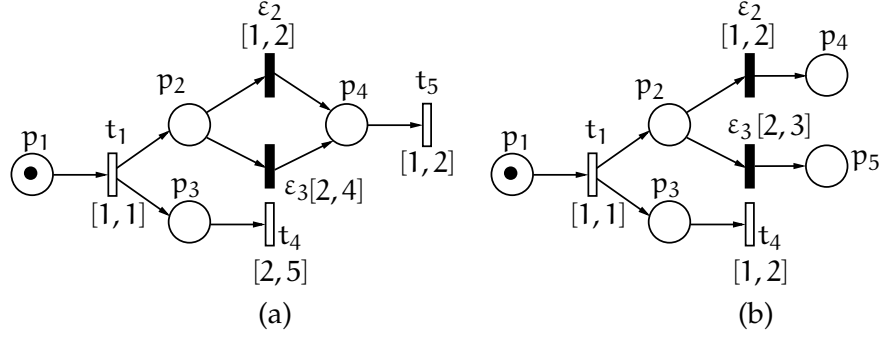 ε₂
[1,2]
p₂
p₄
t₅
p₁
t₁
[1,2]
ε₃[2,4]
p₃
[1,1]
t₄
[2,5]
(a)
ε₂
[1,2]
p₄
p₂
ε₃[2,3]
p₁
t₁
p₅
p₃
[1,1]
t₄
[1,2]
(b)